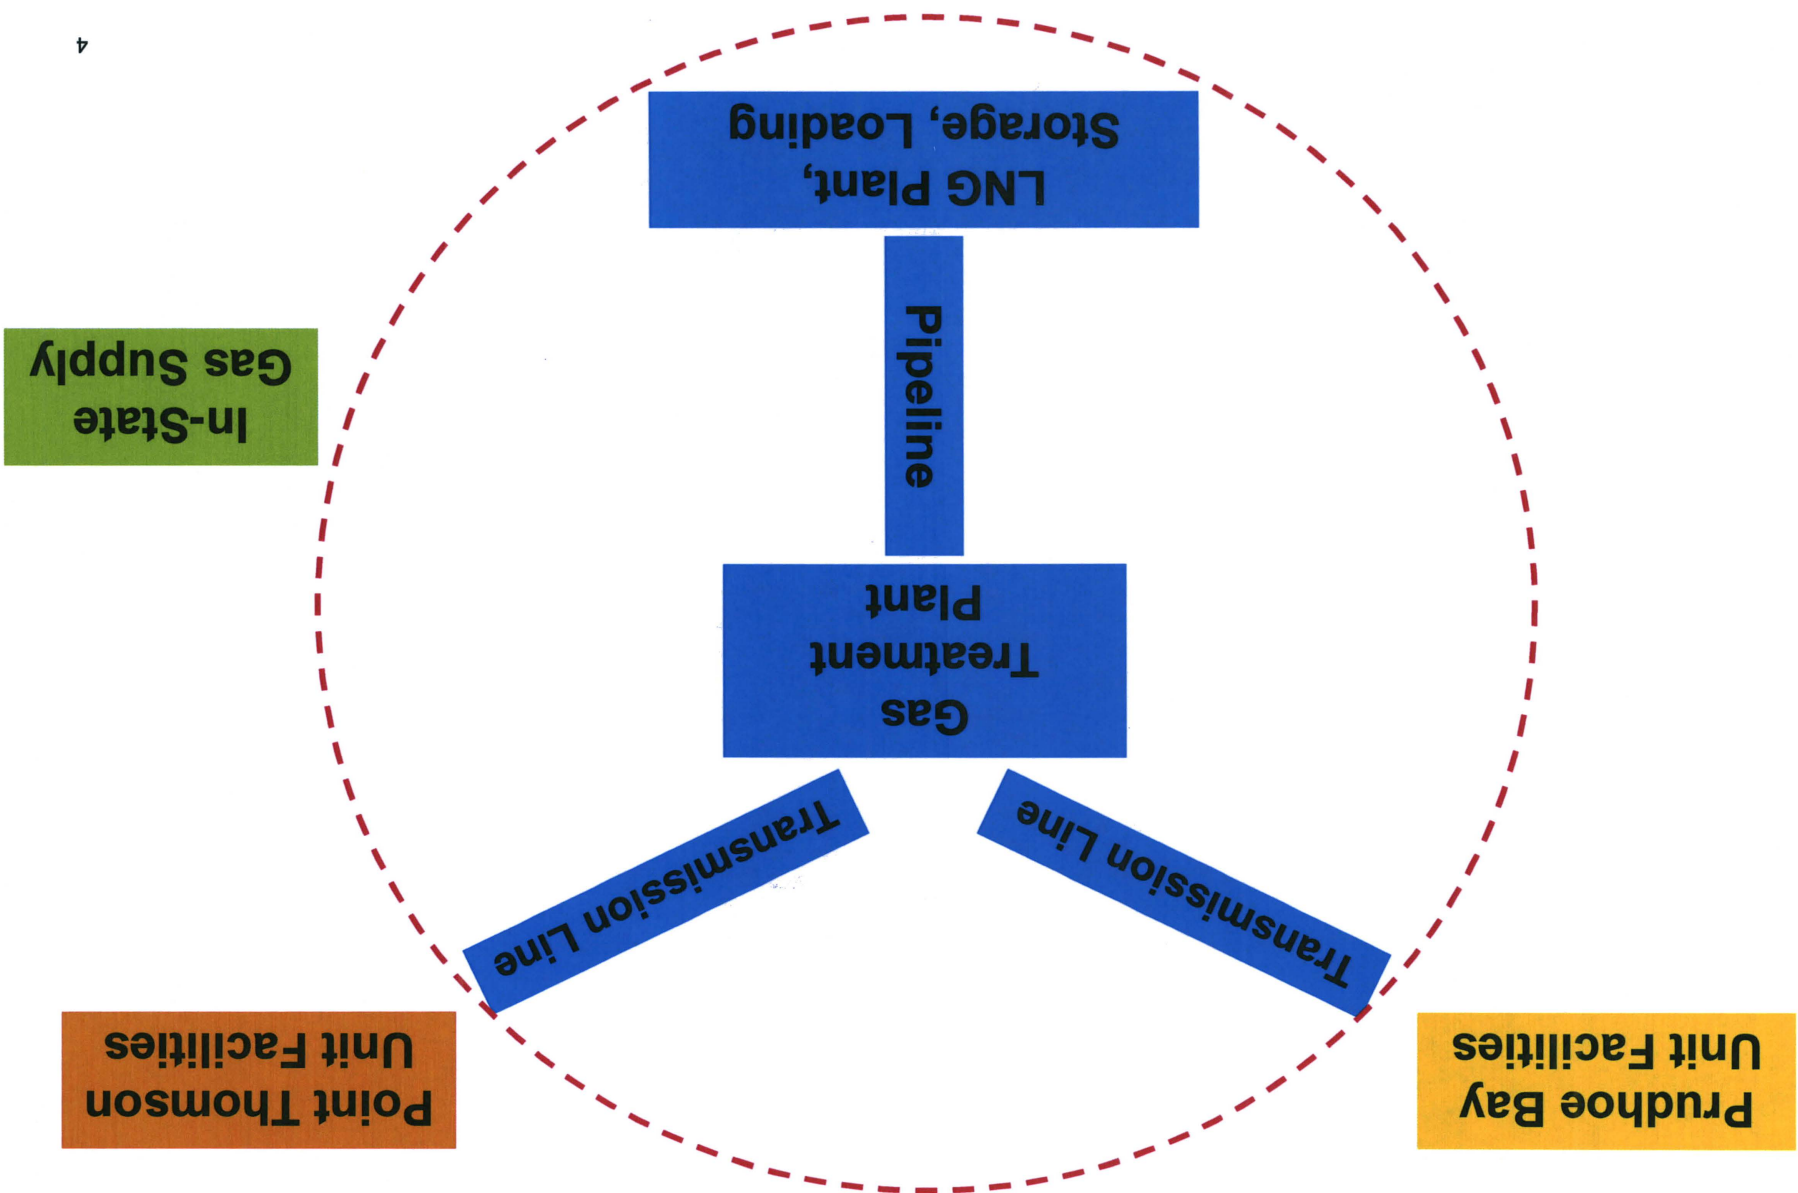 Prudhoe Bay
Unit Facilities
Point Thomson
Unit Facilities
Transmission Line
Transmission Line
Gas
Treatment
Plant
Pipeline
In-State
Gas Supply
LNG Plant,
Storage, Loading
4